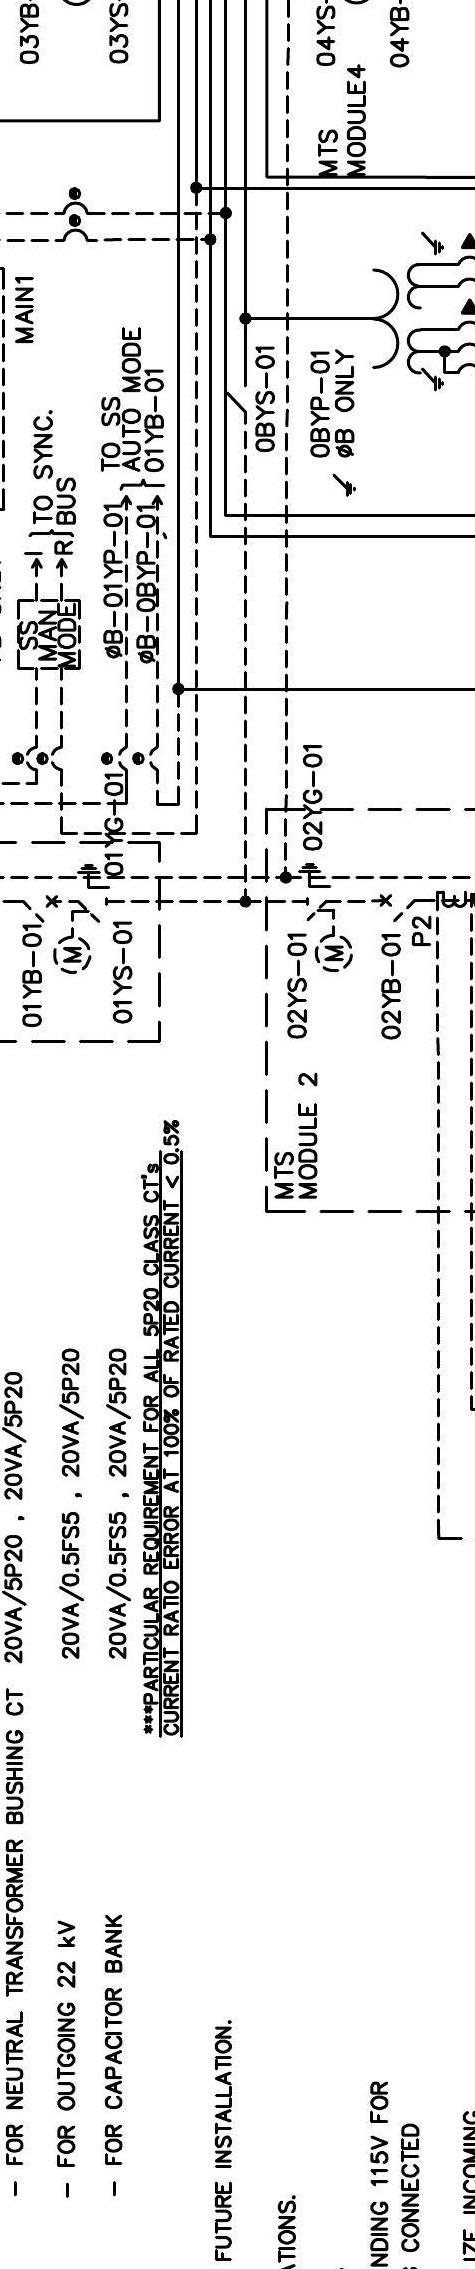 03YB-
03YS-
04YS-
04YB-
MTS
MODULE4
MAIN1
TO SYNC.
BUS
R
SS
MAN
MODE
TO SS
AUTO MODE
01YB-01
ØB-01YP-01
ØB-0BYP-01
0BYS-01
0BYP-01
ØB ONLY
01YG-01
02YG-01
01YB-01
M
01YS-01
02YS-01
M
02YB-01
P2
MTS
MODULE 2
- FOR NEUTRAL TRANSFORMER BUSHING CT 20VA/5P20 , 20VA/5P20
- FOR OUTGOING 22 kV 20VA/0.5FS5 , 20VA/5P20
- FOR CAPACITOR BANK 20VA/0.5FS5 , 20VA/5P20
***PARTICULAR REQUIREMENT FOR ALL 5P20 CLASS CT's
CURRENT RATIO ERROR AT 100% OF RATED CURRENT < 0.5%
FUTURE INSTALLATION.
ATIONS.
NDING 115V FOR
CONNECTED
IZE INCOMING